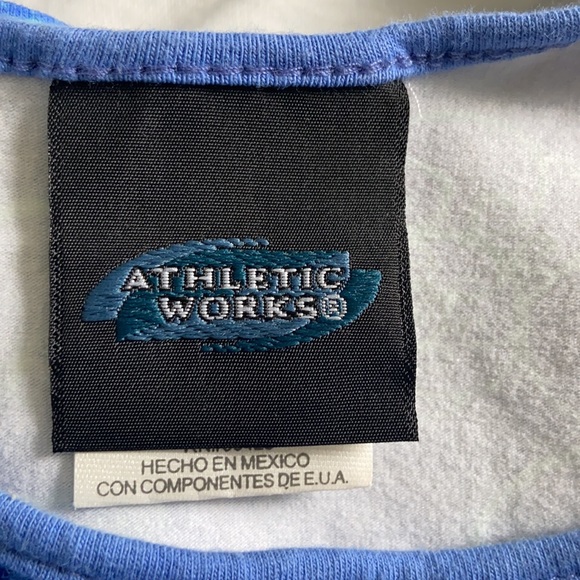 ATHLETIC
WORKS®
HECHO EN MEXICO
CON COMPONENTES DE E.U.A.